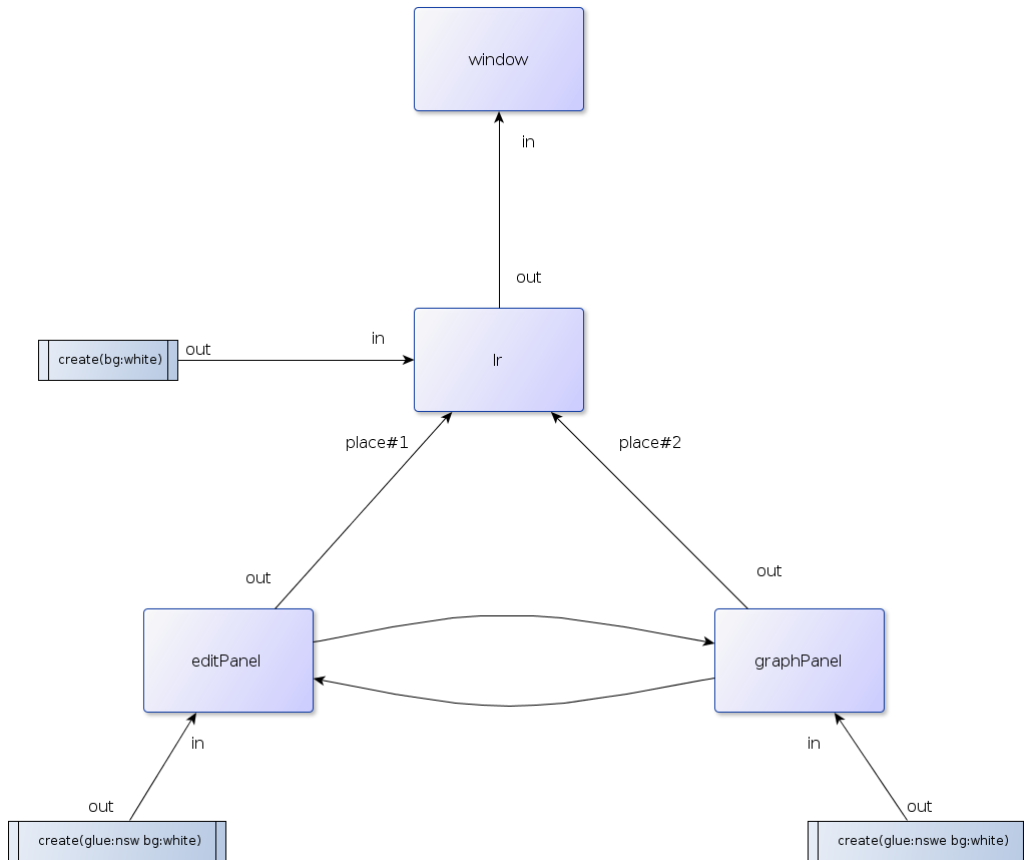 window
in
out
in
out
create(bg:white)
lr
place#1
place#2
out
out
editPanel
graphPanel
in
in
out
out
create(glue:nsw bg:white)
create(glue:nswe bg:white)